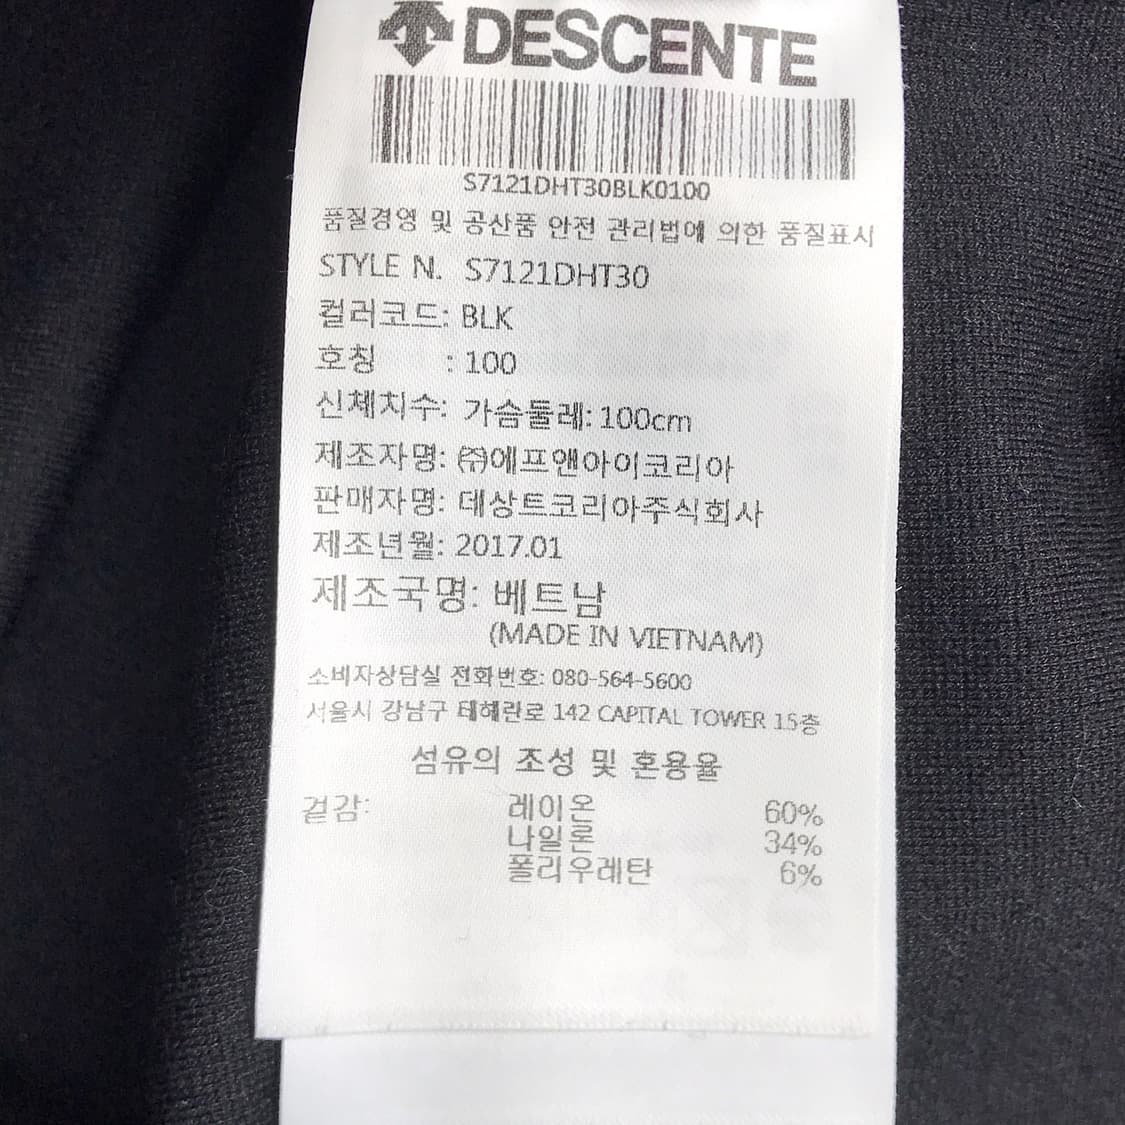 DESCENTE
S7121DHT30BLK0100
품질경영 및 공산품 안전 관리법에 의한 품질표시
STYLE N. S7121DHT30
컬러코드: BLK
호칭 : 100
신체치수: 가슴둘레: 100cm
제조자명: ㈜에프앤아이코리아
판매자명: 데상트코리아주식회사
제조년월: 2017.01
제조국명: 베트남
(MADE IN VIETNAM)
소비자상담실 전화번호: 080-564-5600
서울시 강남구 테헤란로 142 CAPITAL TOWER 15층
섬유의 조성 및 혼용율
겉감: 레이온 60%
나일론 34%
폴리우레탄 6%